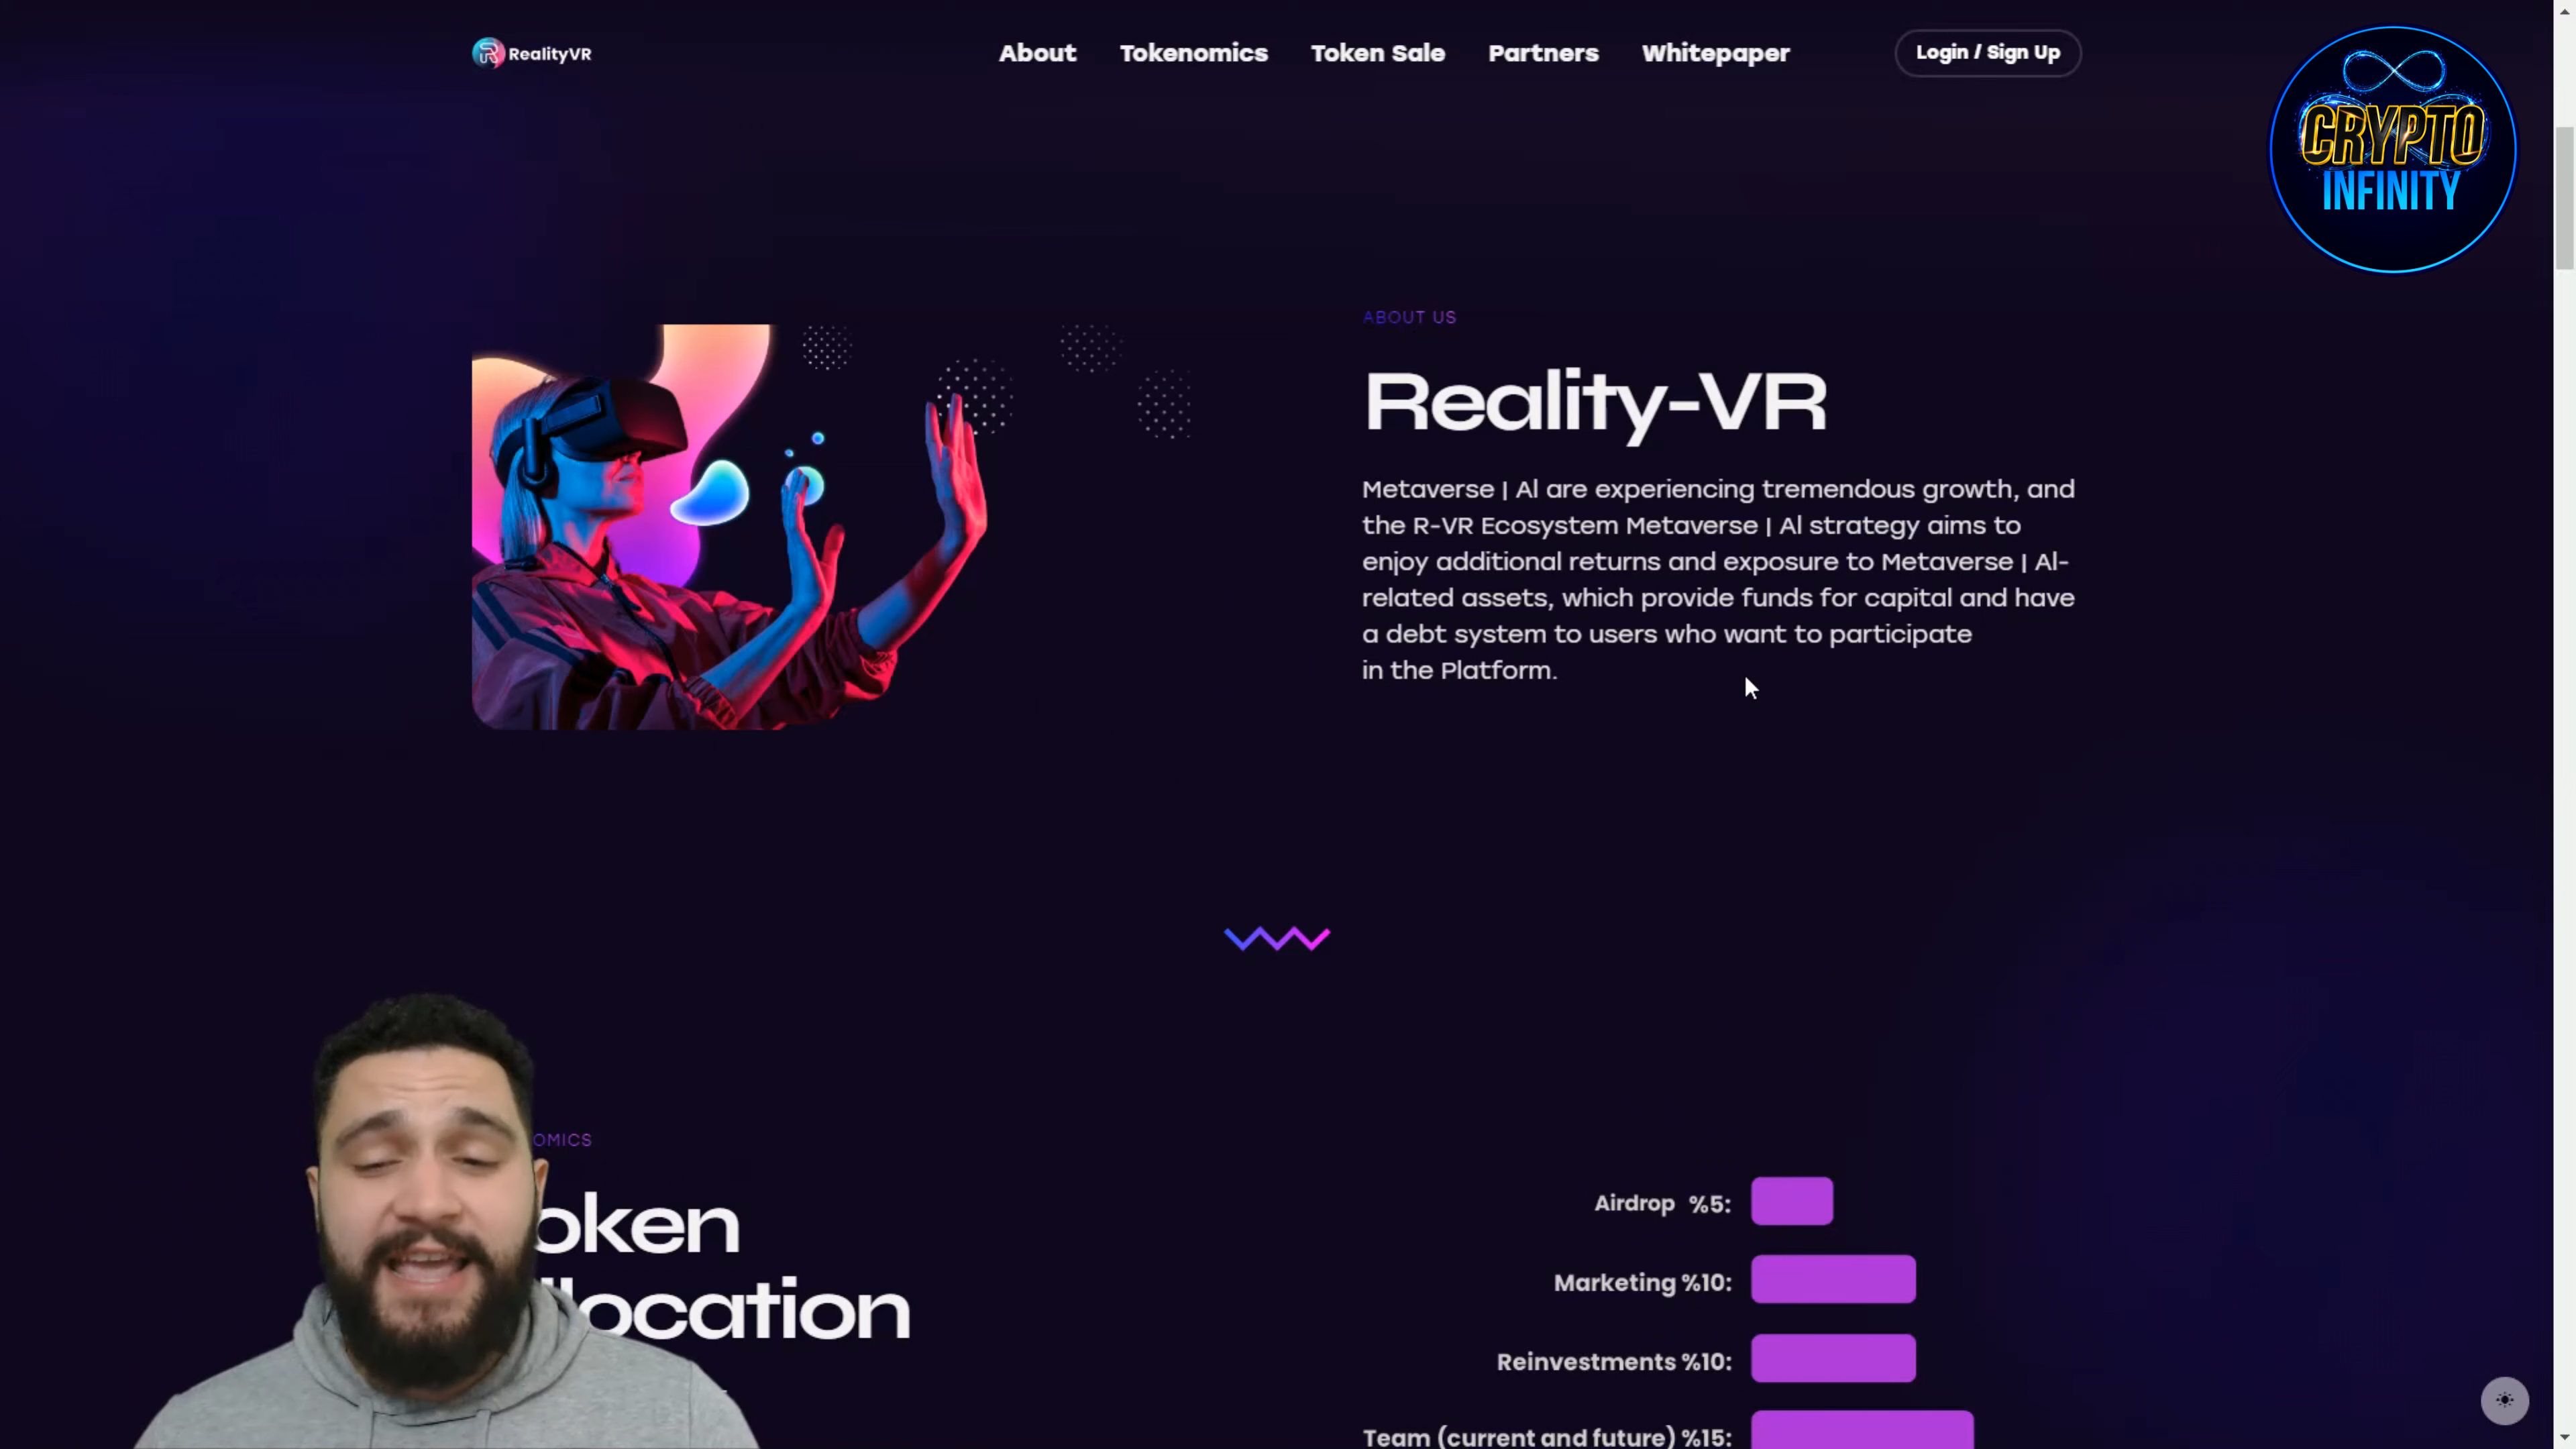 RealityVR
About Tokenomics Token Sale Partners Whitepaper
Login / Sign Up
CRYPTO
INFINITY
ABOUT US
Reality-VR
Metaverse | Al are experiencing tremendous growth, and
the R-VR Ecosystem Metaverse | Al strategy aims to
enjoy additional returns and exposure to Metaverse | Al-
related assets, which provide funds for capital and have
a debt system to users who want to participate
in the Platform.
OMICS
oken
llocation
Airdrop %5:
Marketing %10:
Reinvestments %10:
Team (current and future) %15: